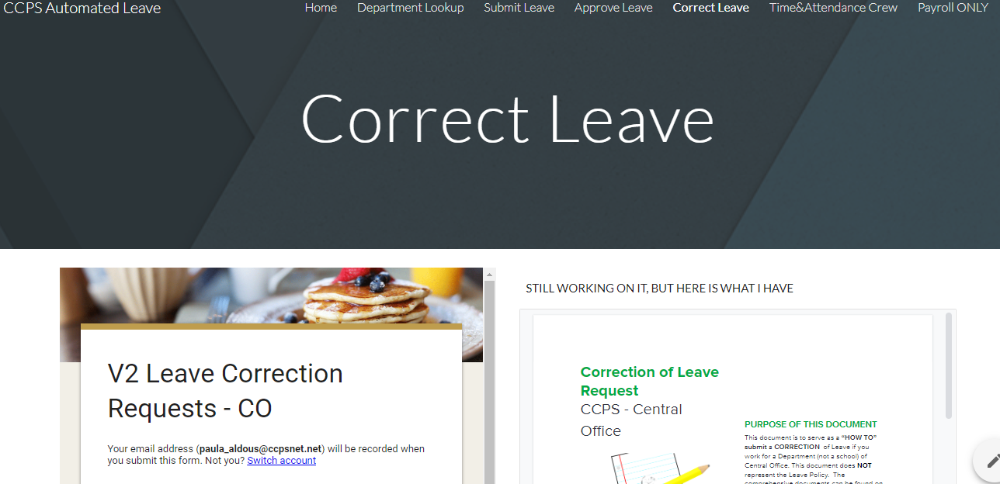 CCPS Automated Leave
Home Department Lookup Submit Leave Approve Leave Correct Leave Time&Attendance Crew Payroll ONLY
Correct Leave
V2 Leave Correction
Requests - CO
Your email address (paula_aldous@ccpsnet.net) will be recorded when
you submit this form. Not you? Switch account
STILL WORKING ON IT, BUT HERE IS WHAT I HAVE
Correction of Leave
Request
CCPS - Central
Office
PURPOSE OF THIS DOCUMENT
This document is to serve as a “HOW TO”
submit a CORRECTION of Leave if you
work for a Department (not a school) of
Central Office. This document does NOT
represent the Leave Policy. The
comprehensive documents can be found on